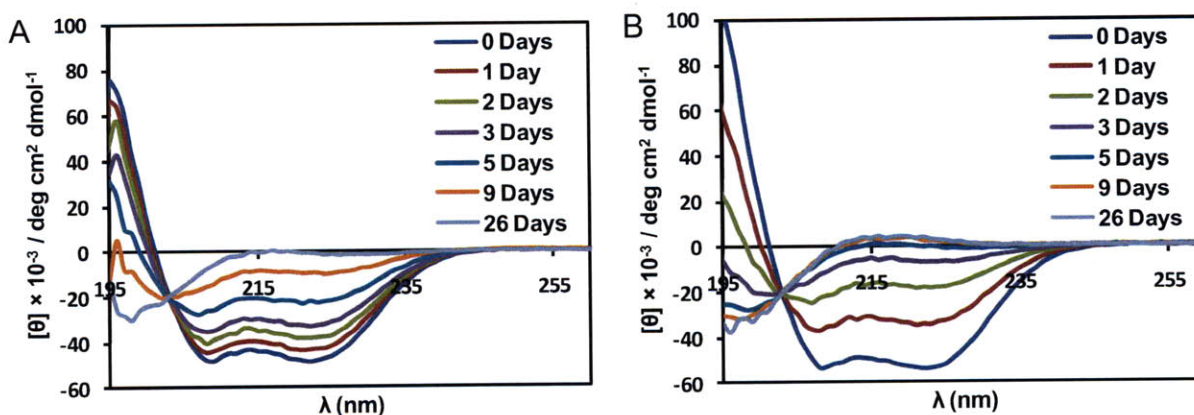 A
100
80
60
40
20
0
-20
-40
-60
195
215
235
255
[θ] × 10⁻³ / deg cm² dmol⁻¹
λ (nm)
0 Days
1 Day
2 Days
3 Days
5 Days
9 Days
26 Days
B
100
80
60
40
20
0
-20
-40
-60
195
215
235
255
[θ] × 10⁻³ / deg cm² dmol⁻¹
λ (nm)
0 Days
1 Day
2 Days
3 Days
5 Days
9 Days
26 Days